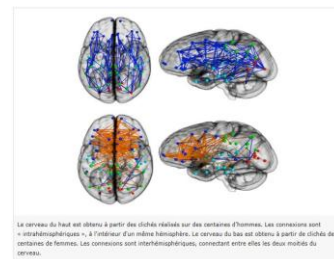 Le cerveau du haut est obtenu à partir des clichés réalisés sur des centaines d'hommes. Les connexions sont
« intrahémisphériques », à l'intérieur d'un même hémisphère. Le cerveau du bas est obtenu à partir de clichés de
centaines de femmes. Les connexions sont interhémisphériques, connectant entre elles les deux moitiés du
cerveau.